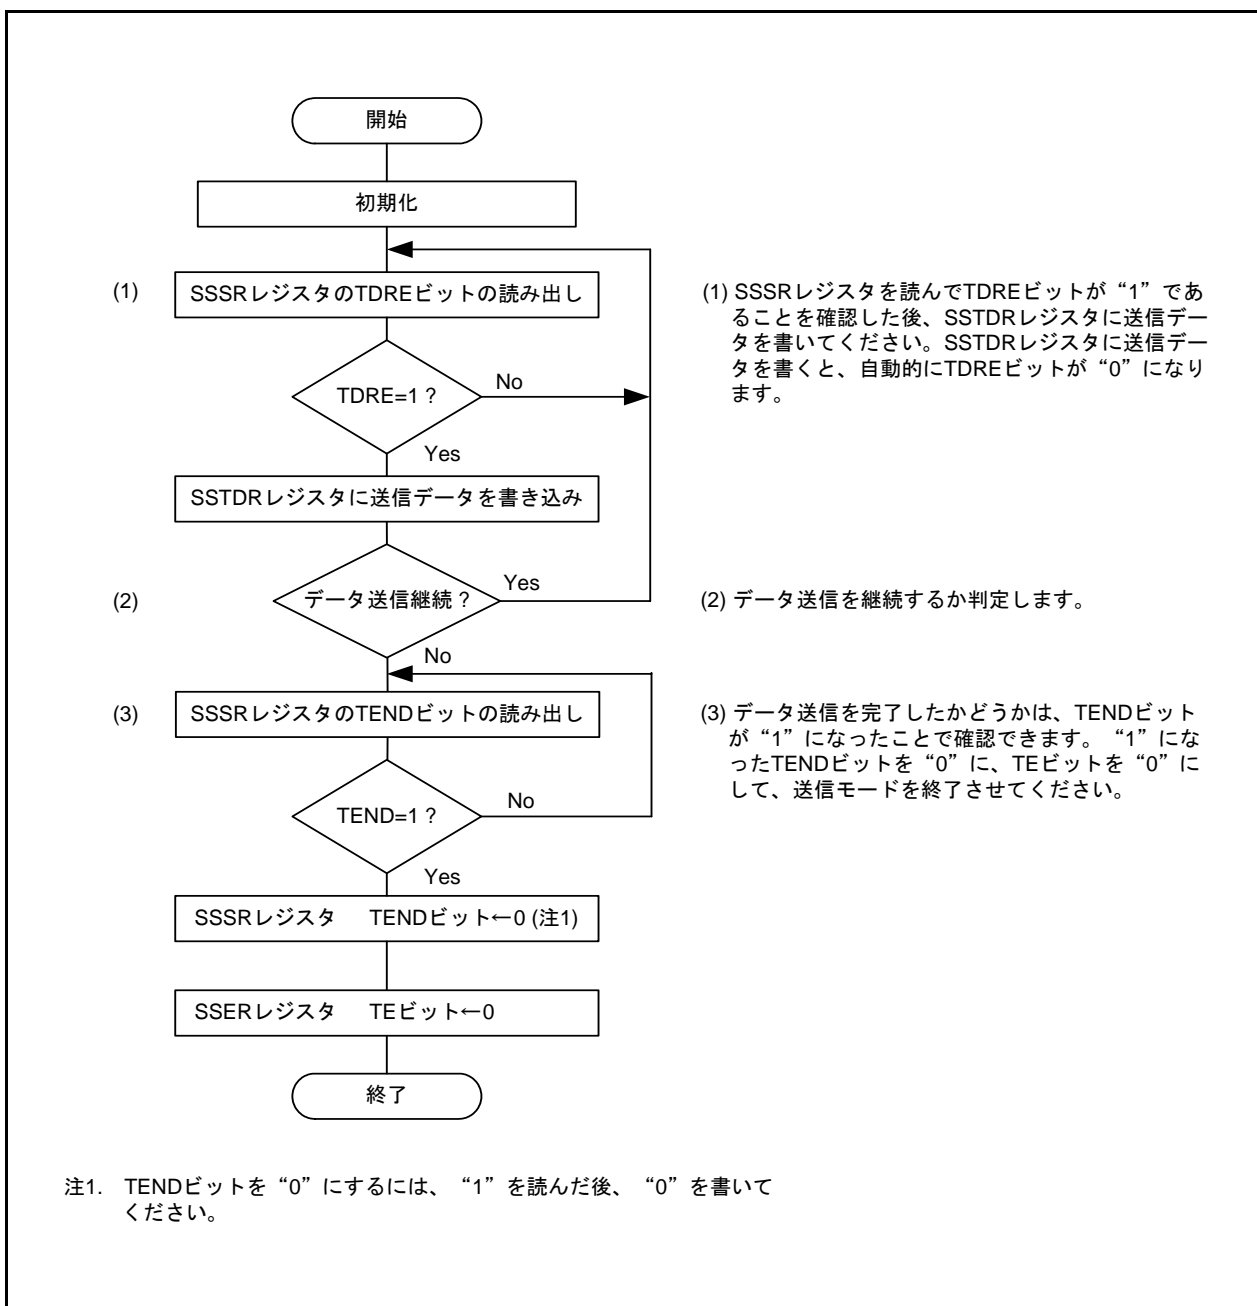 開始
初期化
(1) SSSRレジスタのTDREビットの読み出し
TDRE=1 ?
No
Yes
SSTDRレジスタに送信データを書き込み
(2) データ送信継続 ?
Yes
No
(3) SSSRレジスタのTENDビットの読み出し
TEND=1 ?
No
Yes
SSSRレジスタ TENDビット←0 (注1)
SSERレジスタ TEビット←0
終了
(1) SSSRレジスタを読んでTDREビットが“1”であ
ることを確認した後、SSTDRレジスタに送信デー
タを書いてください。SSTDRレジスタに送信デー
タを書くと、自動的にTDREビットが“0”になり
ます。
(2) データ送信を継続するか判定します。
(3) データ送信を完了したかどうかは、TENDビット
が“1”になったことで確認できます。“1”にな
ったTENDビットを“0”に、TEビットを“0”に
して、送信モードを終了させてください。
注1. TENDビットを“0”にするには、“1”を読んだ後、“0”を書いて
ください。